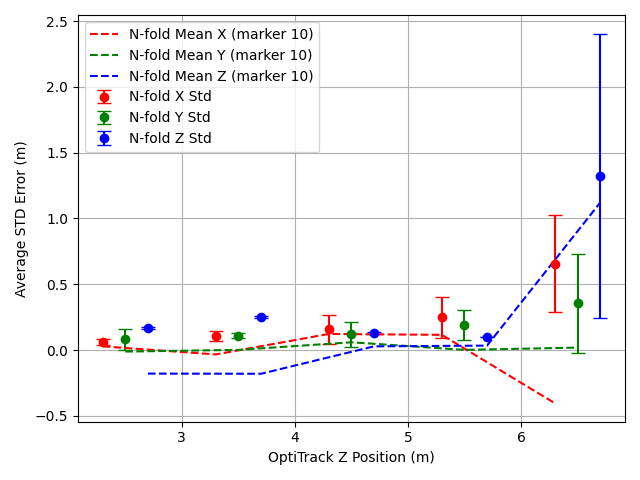 N-fold Mean X (marker 10)
N-fold Mean Y (marker 10)
N-fold Mean Z (marker 10)
N-fold X Std
N-fold Y Std
N-fold Z Std
2.5
2.0
1.5
1.0
0.5
0.0
−0.5
Average STD Error (m)
3 4 5 6
OptiTrack Z Position (m)